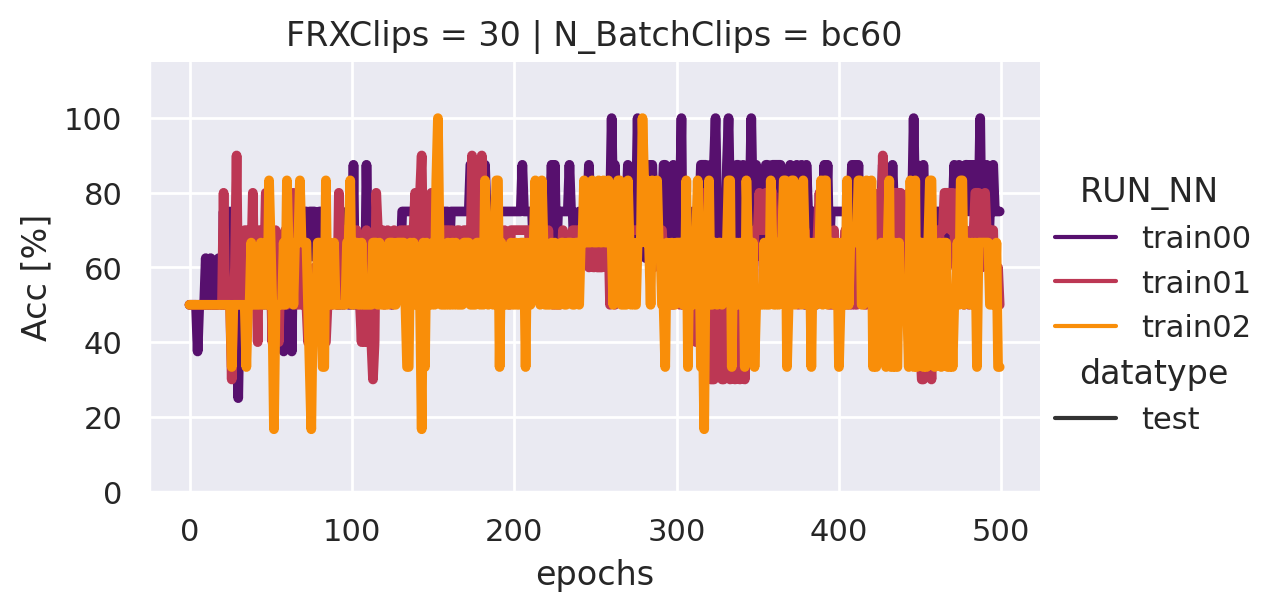 FRXClips = 30 | N_BatchClips = bc60
Acc [%]
100
80
60
40
20
0
0 100 200 300 400 500
epochs
RUN_NN
train00
train01
train02
datatype
test